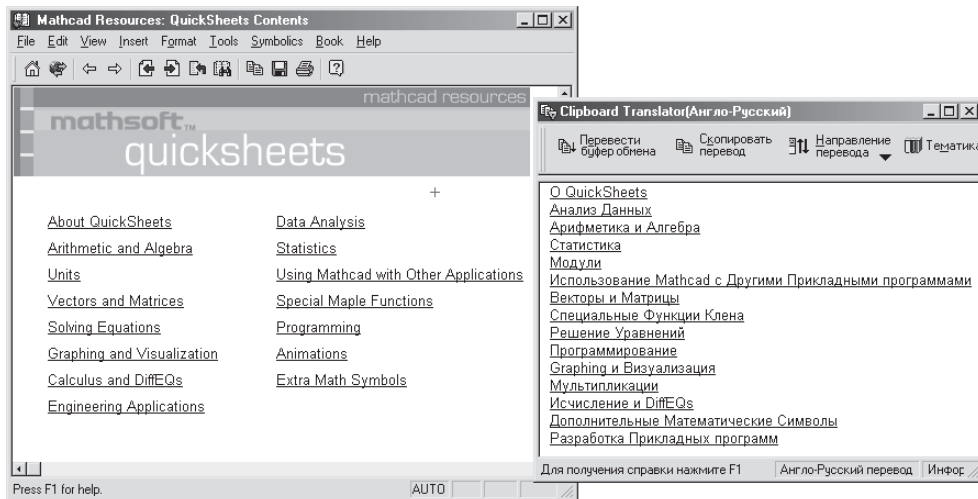 Mathcad Resources: QuickSheets Contents
File Edit View Insert Format Tools Symbolics Book Help
mathcad resources
mathsoft™
quicksheets
About QuickSheets
Arithmetic and Algebra
Units
Vectors and Matrices
Solving Equations
Graphing and Visualization
Calculus and DiffEQs
Engineering Applications
Data Analysis
Statistics
Using Mathcad with Other Applications
Special Maple Functions
Programming
Animations
Extra Math Symbols
Press F1 for help.
AUTO
Clipboard Translator(Англо-Русский)
Перевести буфер обмена
Скопировать перевод
Направление перевода
Тематика
О QuickSheets
Анализ Данных
Арифметика и Алгебра
Статистика
Модули
Использование Mathcad с Другими Прикладными программами
Векторы и Матрицы
Специальные Функции Клена
Решение Уравнений
Программирование
Graphing и Визуализация
Мультипликации
Исчисление и DiffEQs
Дополнительные Математические Символы
Разработка Прикладных программ
Для получения справки нажмите F1
Англо-Русский перевод
Инфор